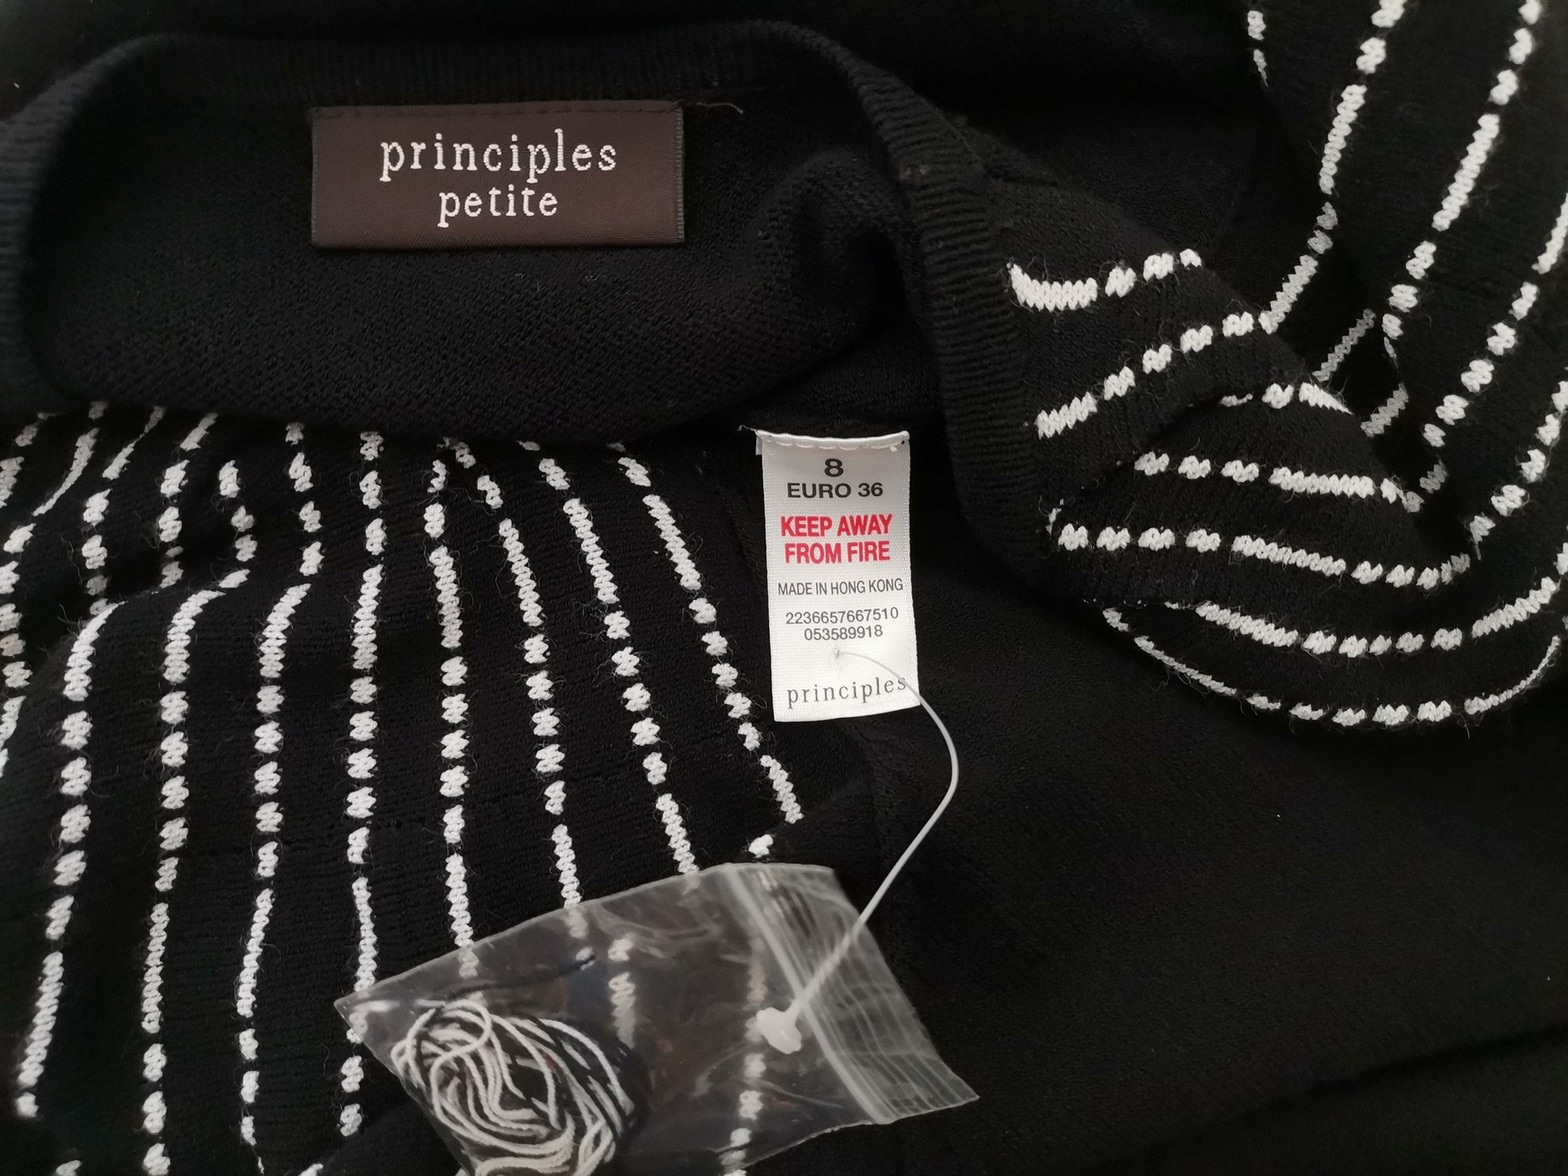 principles
petite
8
EURO 36
KEEP AWAY
FROM FIRE
MADE IN HONG KONG
2236657667510
053589918
principles